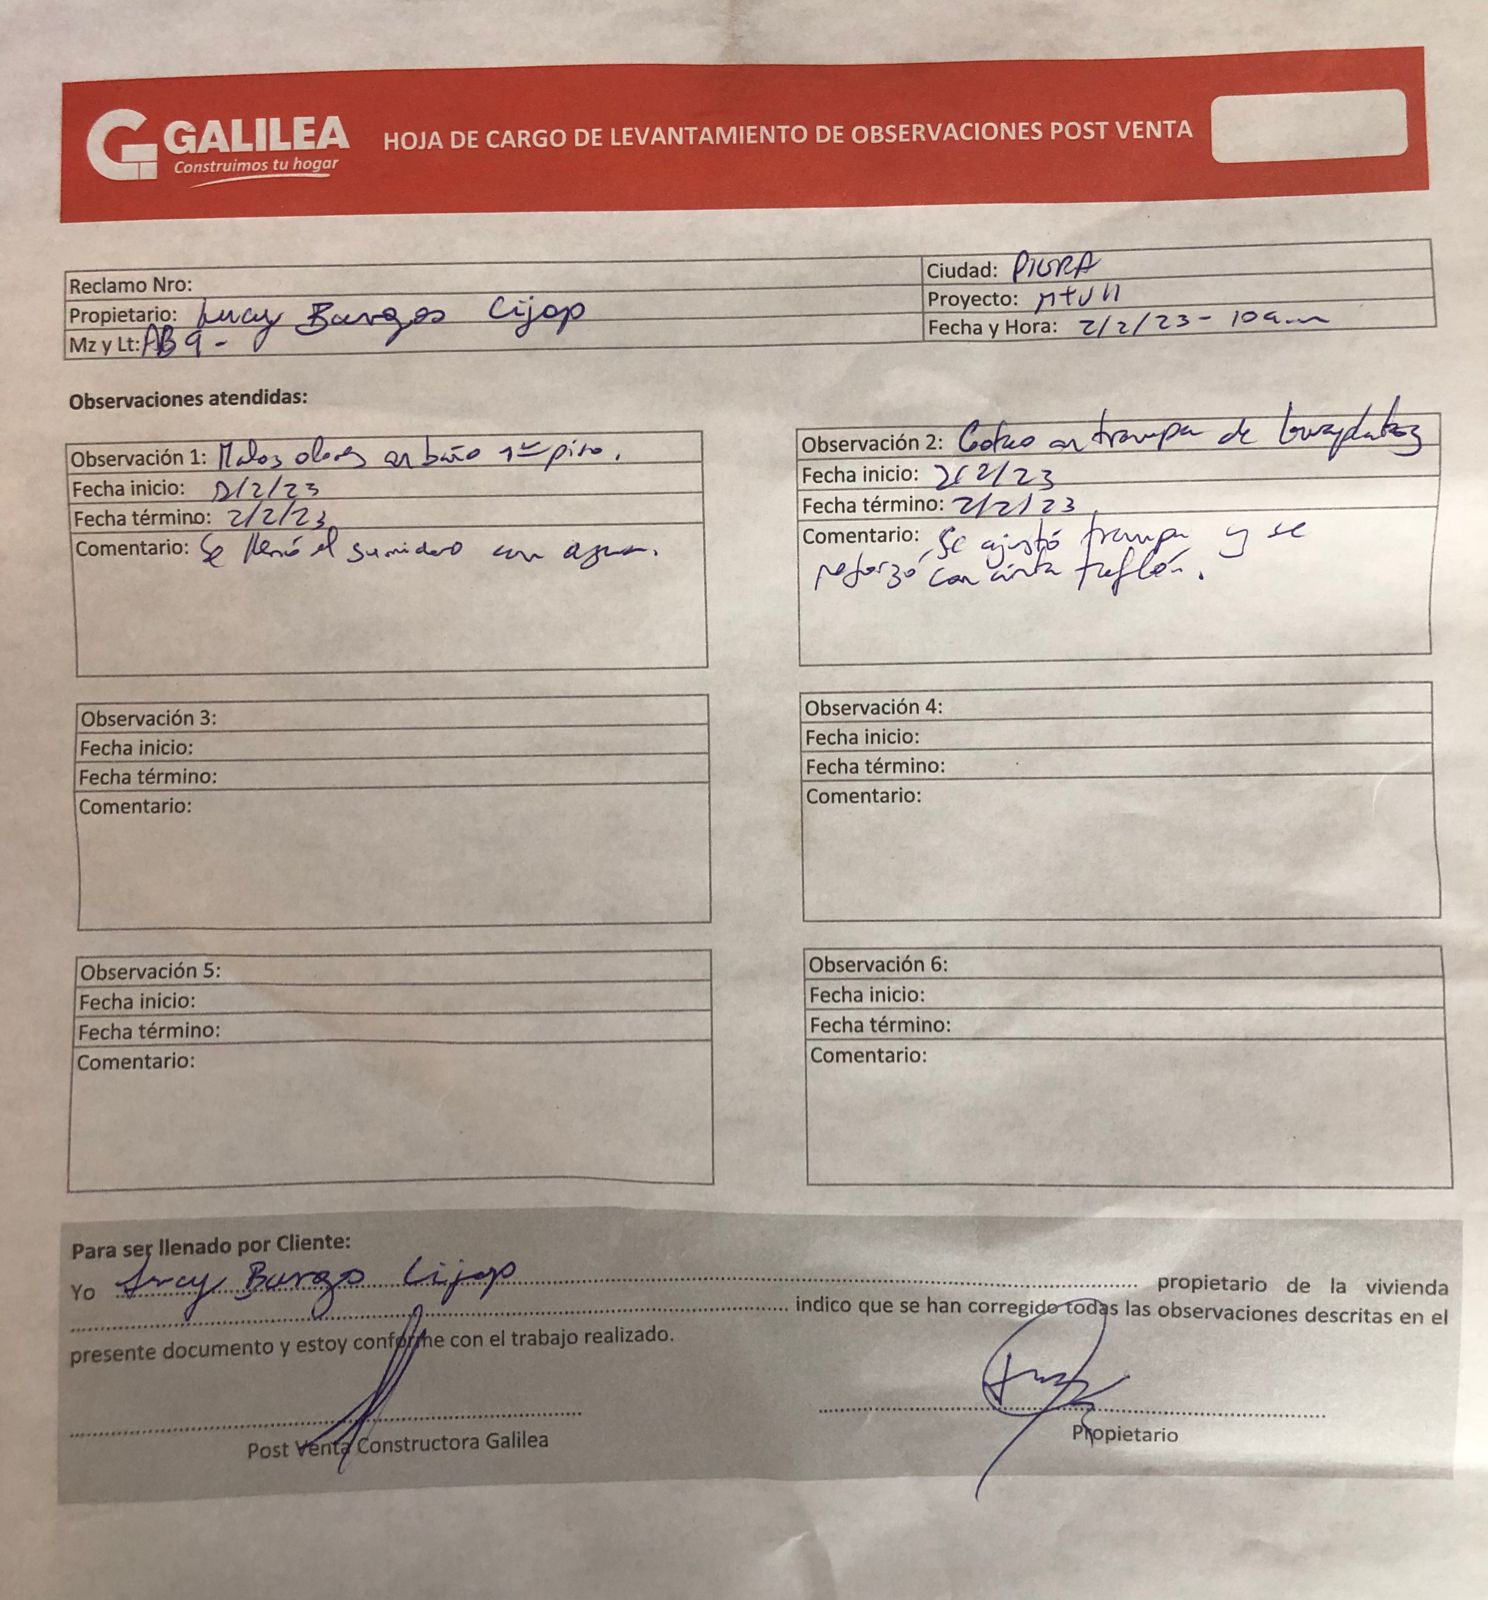 GALILEA
Construimos tu hogar
HOJA DE CARGO DE LEVANTAMIENTO DE OBSERVACIONES POST VENTA
Reclamo Nro:
Propietario: Lucy Burgos Cijop
Mz y Lt: AB 9 -
Ciudad: PIURA
Proyecto:
Fecha y Hora: 2/2/23 - 10 a.m
Observaciones atendidas:
Observación 1: Malos olores en baño 1er piso.
Fecha inicio: 2/2/23
Fecha término: 2/2/23
Comentario: Se llenó el sumidero con agua.
Observación 2: Goteo en trampa de lavaplatos
Fecha inicio: 2/2/23
Fecha término: 2/2/23
Comentario: Se ajustó trampa y se
reforzó con cinta teflón.
Observación 3:
Fecha inicio:
Fecha término:
Comentario:
Observación 4:
Fecha inicio:
Fecha término:
Comentario:
Observación 5:
Fecha inicio:
Fecha término:
Comentario:
Observación 6:
Fecha inicio:
Fecha término:
Comentario:
Para ser llenado por Cliente:
Yo Lucy Burgo Cijop propietario de la vivienda
indico que se han corregido todas las observaciones descritas en el
presente documento y estoy conforme con el trabajo realizado.
Post Venta Constructora Galilea
Propietario